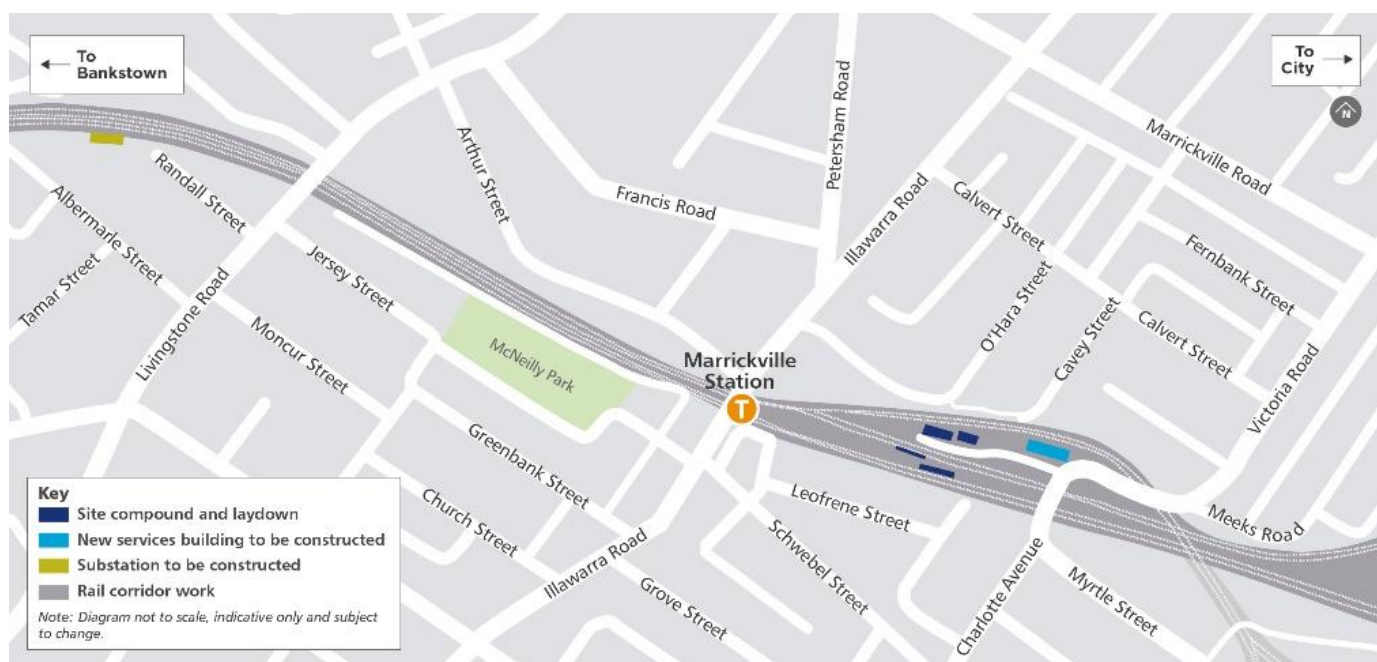 To
Bankstown
To
City
N
Marrickville Road
Petersham Road
Arthur Street
Randall Street
Francis Road
Calvert Street
Illawarra Road
Albermarle Street
Fernbank Street
Jersey Street
O'Hara Street
Tamar Street
Livingstone Road
Cavey Street
Calvert Street
Moncur Street
McNeilly Park
Marrickville
Station
T
Victoria Road
Greenbank Street
Church Street
Leofrene Street
Meeks Road
Schwebel Street
Illawarra Road
Grove Street
Charlotte Avenue
Myrtle Street
Key
Site compound and laydown
New services building to be constructed
Substation to be constructed
Rail corridor work
Note: Diagram not to scale, indicative only and subject
to change.